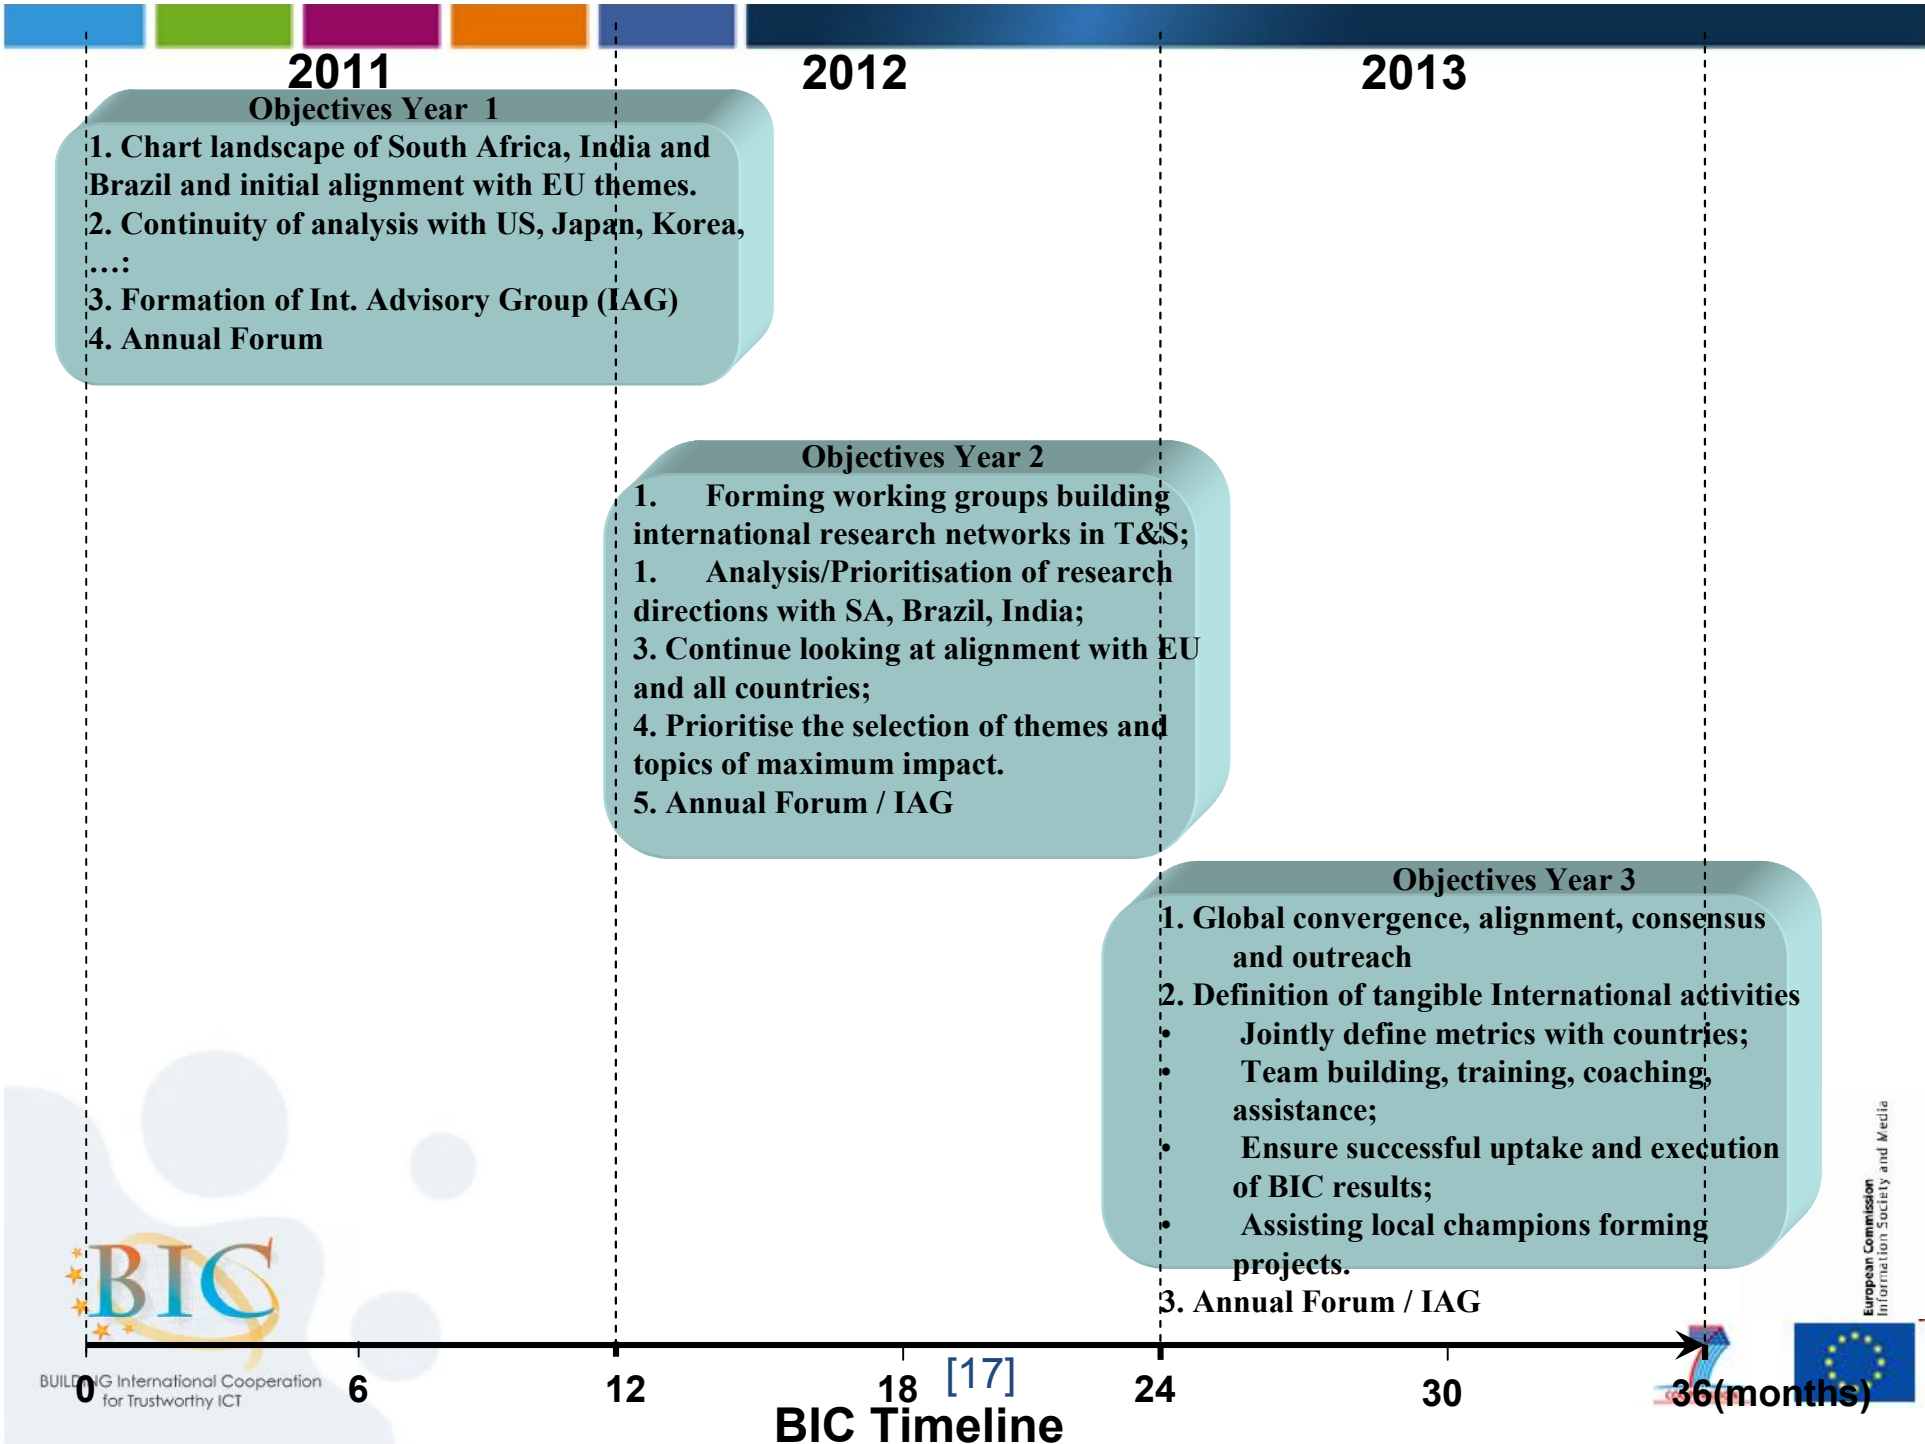 2011
2012
2013
Objectives Year 1
1. Chart landscape of South Africa, India and
Brazil and initial alignment with EU themes.
2. Continuity of analysis with US, Japan, Korea,
…:
3. Formation of Int. Advisory Group (IAG)
4. Annual Forum
Objectives Year 2
1. Forming working groups building
international research networks in T&S;
1. Analysis/Prioritisation of research
directions with SA, Brazil, India;
3. Continue looking at alignment with EU
and all countries;
4. Prioritise the selection of themes and
topics of maximum impact.
5. Annual Forum / IAG
Objectives Year 3
1. Global convergence, alignment, consensus
and outreach
2. Definition of tangible International activities
• Jointly define metrics with countries;
• Team building, training, coaching,
assistance;
• Ensure successful uptake and execution
of BIC results;
• Assisting local champions forming
projects.
3. Annual Forum / IAG
European Commission
Information Society and Media
BIC
BUILDING International Cooperation
for Trustworthy ICT
0
6
12
18
24
30
36(months)
[17]
BIC Timeline